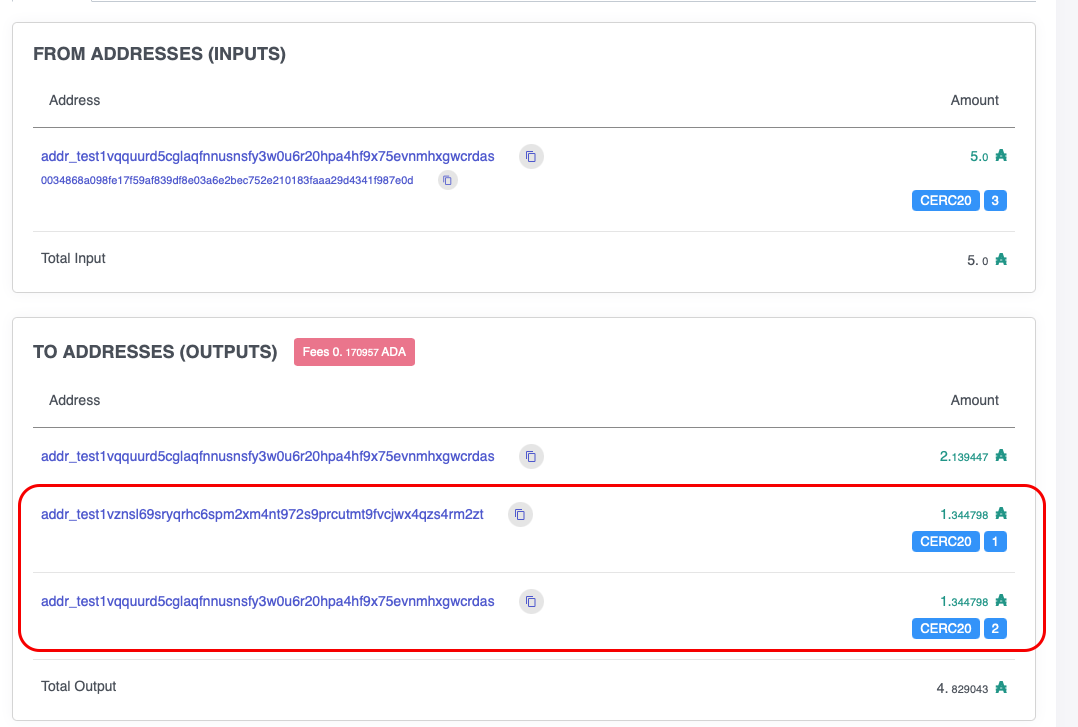 FROM ADDRESSES (INPUTS)
Address Amount
addr_test1vqquurd5cglaqfnnusnsfy3w0u6r20hpa4hf9x75evnmhxgwcrdas 5.0 ₳
0034868a098fe17f59af839df8e03a6e2bec752e210183faaa29d4341f987e0d
CERC20 3
Total Input 5. 0 ₳
TO ADDRESSES (OUTPUTS) Fees 0. 170957 ADA
Address Amount
addr_test1vqquurd5cglaqfnnusnsfy3w0u6r20hpa4hf9x75evnmhxgwcrdas 2.139447 ₳
addr_test1vznsl69sryqrhc6spm2xm4nt972s9prcutmt9fvcjwx4qzs4rm2zt 1.344798 ₳
CERC20 1
addr_test1vqquurd5cglaqfnnusnsfy3w0u6r20hpa4hf9x75evnmhxgwcrdas 1.344798 ₳
CERC20 2
Total Output 4. 829043 ₳